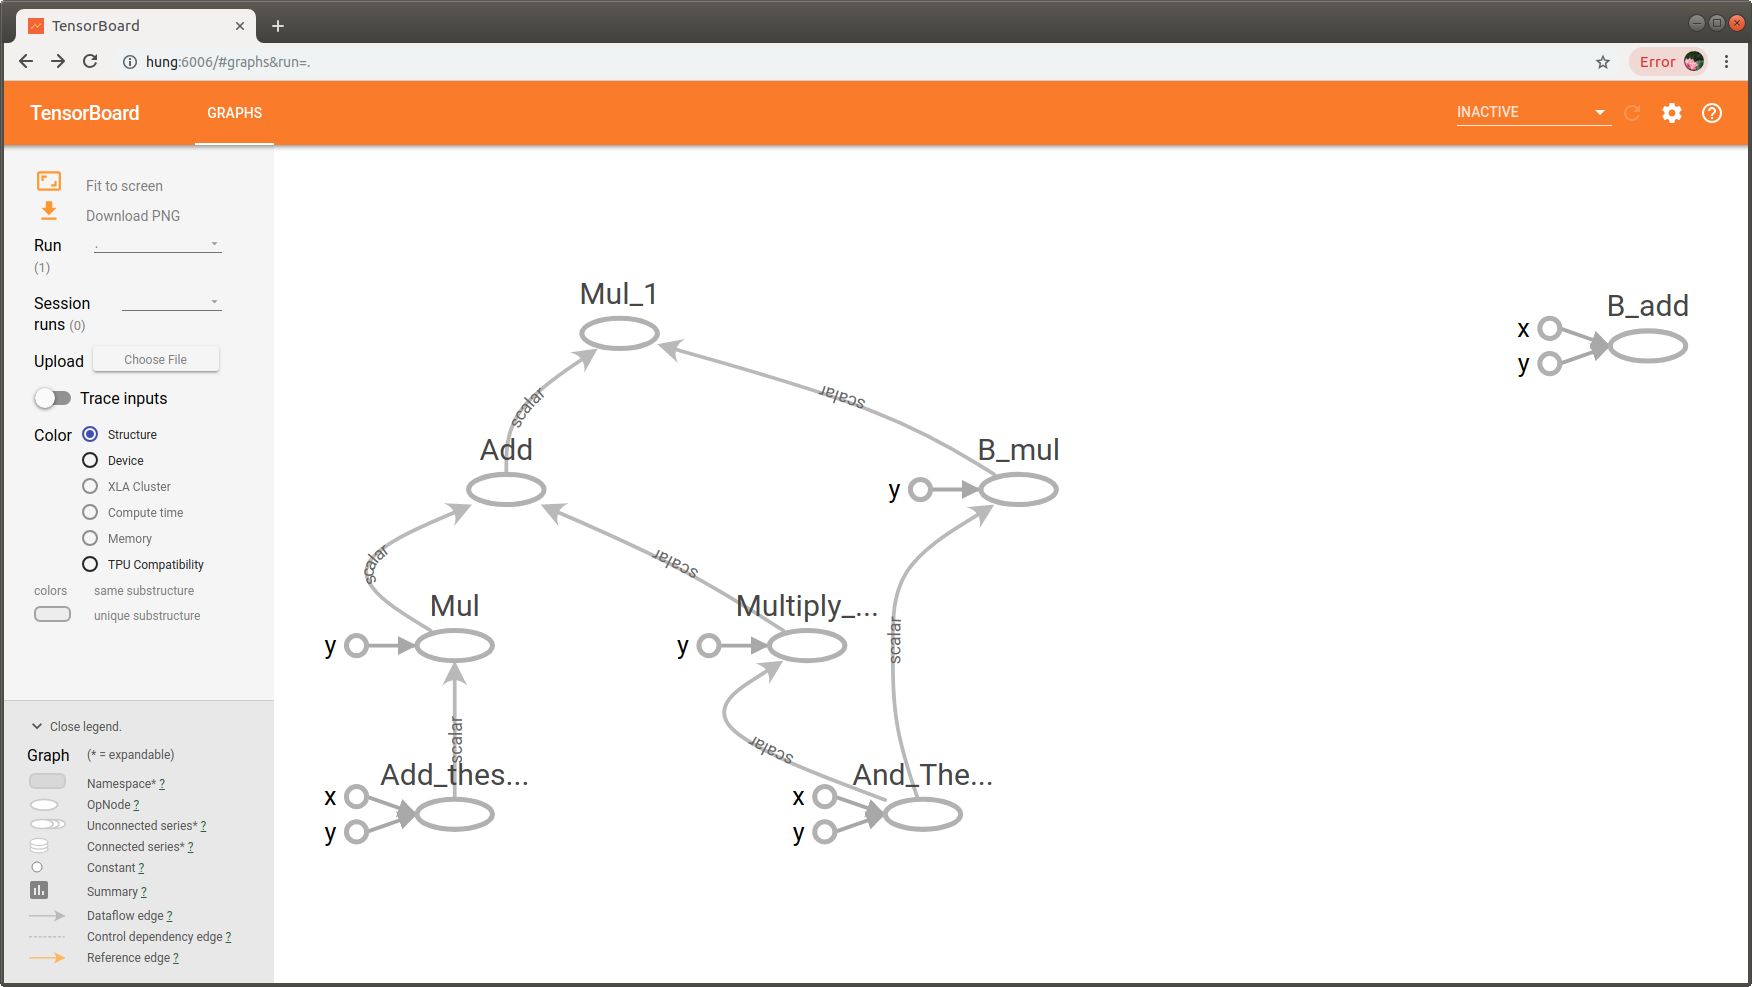 TensorBoard
hung:6006/#graphs&run=.
Error
TensorBoard
GRAPHS
INACTIVE
Fit to screen
Download PNG
Run
(1)
.
Session
runs (0)
Upload
Choose File
Trace inputs
Color
Structure
Device
XLA Cluster
Compute time
Memory
TPU Compatibility
colors
same substructure
unique substructure
Close legend.
Graph
(* = expandable)
Namespace* ?
OpNode ?
Unconnected series* ?
Connected series* ?
Constant ?
Summary ?
Dataflow edge ?
Control dependency edge ?
Reference edge ?
Mul_1
scalar
scalar
Add
B_mul
y
scalar
scalar
scalar
Mul
y
Multiply_...
y
scalar
scalar
Add_thes...
x
y
And_The...
x
y
B_add
x
y